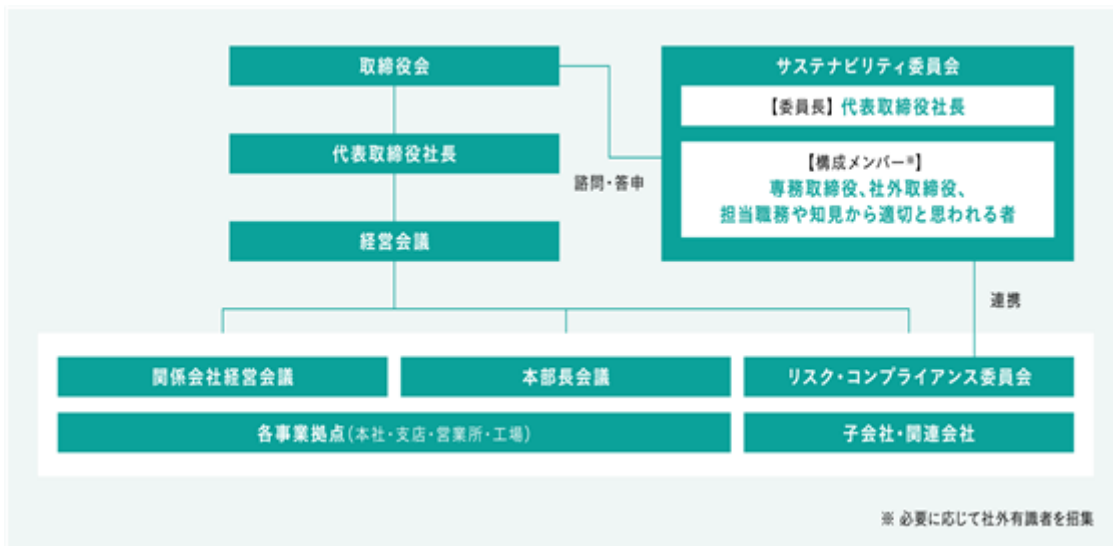 取締役会
代表取締役社長
諮問・答申
経営会議
サステナビリティ委員会
【委員長】代表取締役社長
【構成メンバー※】
専務取締役、社外取締役、
担当職務や知見から適切と思われる者
連携
関係会社経営会議
本部長会議
リスク・コンプライアンス委員会
各事業拠点(本社・支店・営業所・工場)
子会社・関連会社
※ 必要に応じて社外有識者を招集